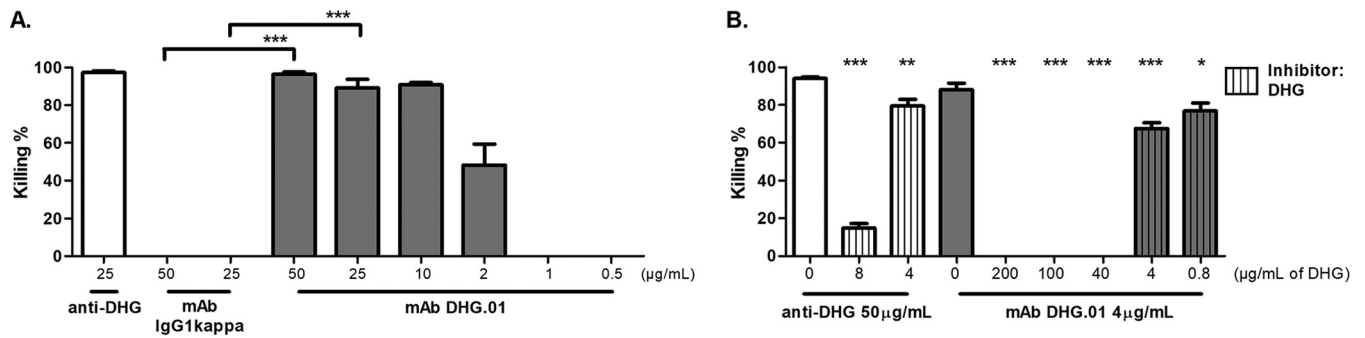 A.
***
***
Killing %
100
80
60
40
20
0
25 50 25 50 25 10 2 1 0.5 (μg/mL)
anti-DHG mAb IgG1kappa mAb DHG.01
B.
*** ** *** *** *** *** *
Inhibitor:
DHG
Killing %
100
80
60
40
20
0
0 8 4 0 200 100 40 4 0.8 (μg/mL of DHG)
anti-DHG 50μg/mL mAb DHG.01 4μg/mL